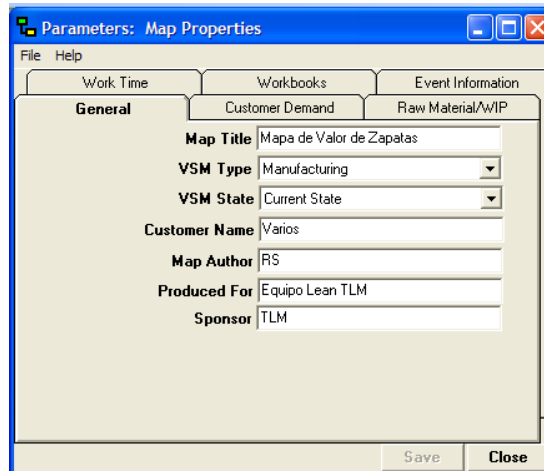 Parameters: Map Properties
File Help
Work Time Workbooks Event Information
General Customer Demand Raw Material/WIP
Map Title Mapa de Valor de Zapatas
VSM Type Manufacturing
VSM State Current State
Customer Name Varios
Map Author RS
Produced For Equipo Lean TLM
Sponsor TLM
Save Close